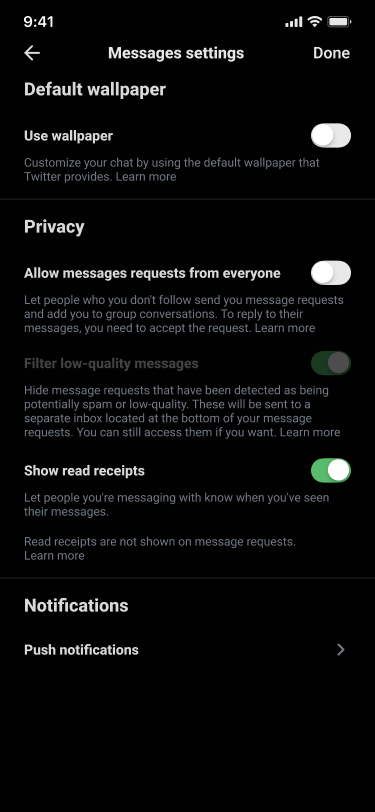 9:41
Messages settings
Done
Default wallpaper
Use wallpaper
Customize your chat by using the default wallpaper that
Twitter provides. Learn more
Privacy
Allow messages requests from everyone
Let people who you don't follow send you message requests
and add you to group conversations. To reply to their
messages, you need to accept the request. Learn more
Filter low-quality messages
Hide message requests that have been detected as being
potentially spam or low-quality. These will be sent to a
separate inbox located at the bottom of your message
requests. You can still access them if you want. Learn more
Show read receipts
Let people you're messaging with know when you've seen
their messages.
Read receipts are not shown on message requests.
Learn more
Notifications
Push notifications